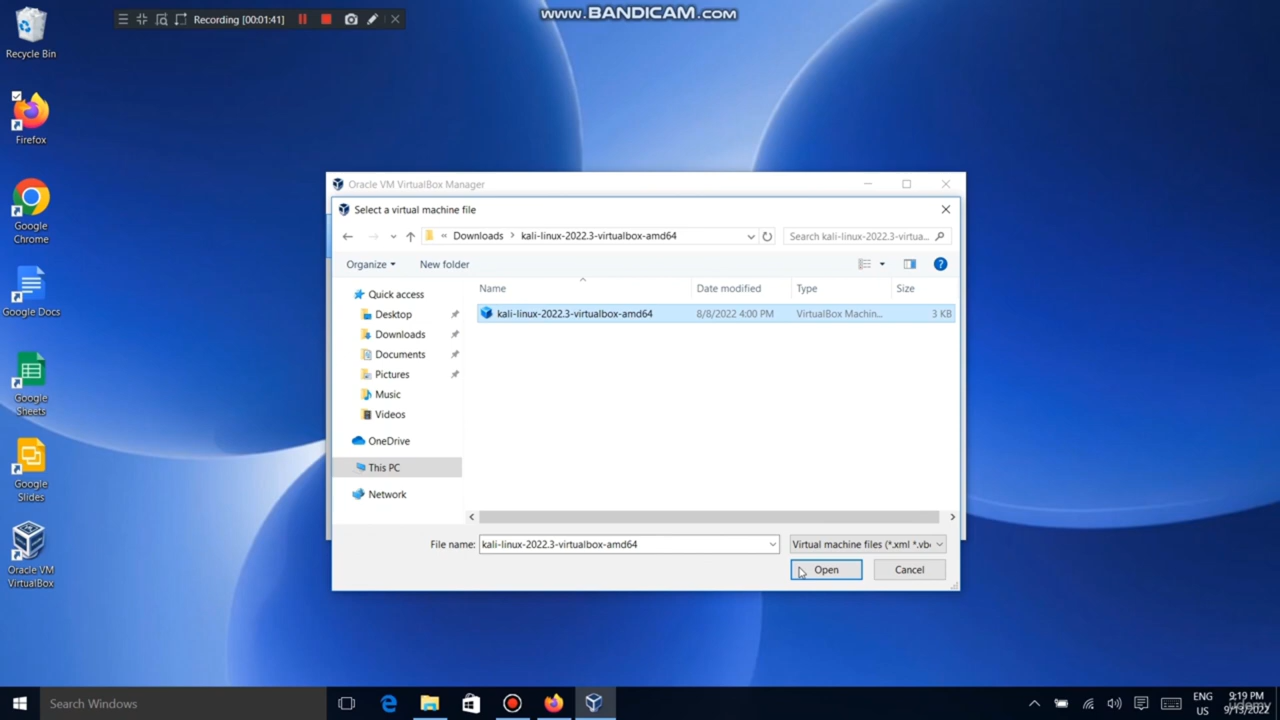 Recording [00:01:41]
www.BANDICAM.com
Recycle Bin
Firefox
Google
Chrome
Google Docs
Google
Sheets
Google
Slides
Oracle VM
VirtualBox
Oracle VM VirtualBox Manager
Select a virtual machine file
« Downloads > kali-linux-2022.3-virtualbox-amd64
Search kali-linux-2022.3-virtua...
Organize
New folder
Quick access
Desktop
Downloads
Documents
Pictures
Music
Videos
OneDrive
This PC
Network
Name Date modified Type Size
kali-linux-2022.3-virtualbox-amd64 8/8/2022 4:00 PM VirtualBox Machin... 3 KB
File name: kali-linux-2022.3-virtualbox-amd64
Virtual machine files (*.xml *.vb
Open
Cancel
Search Windows
ENG
US
9:19 PM
9/13/2022
udemy